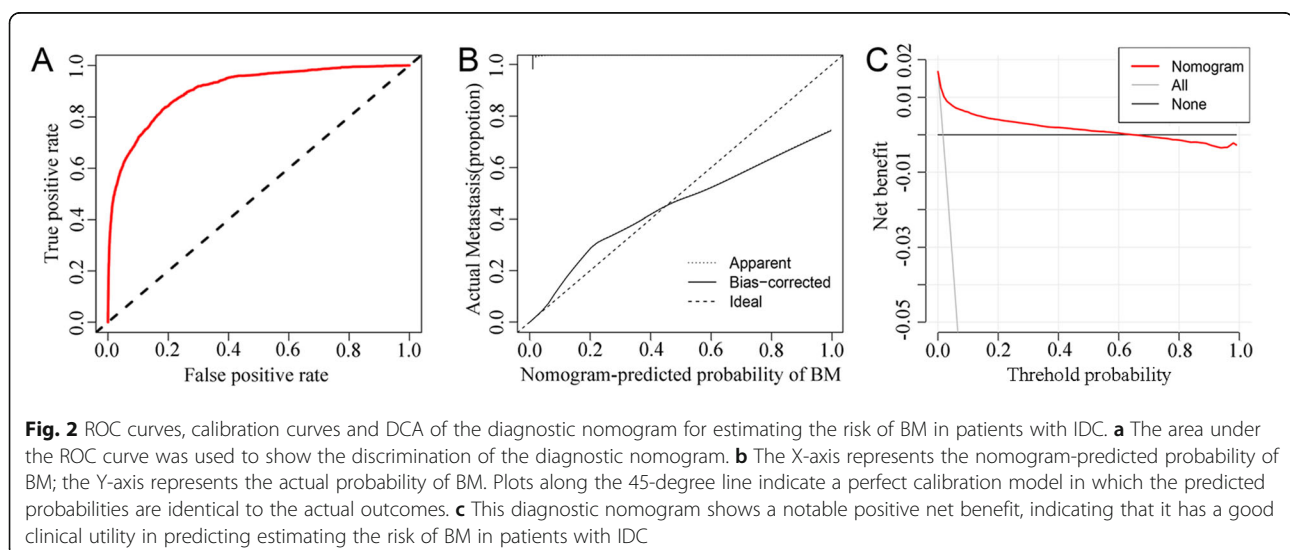 A
True positive rate
1.0
0.8
0.6
0.4
0.2
0.0
0.0 0.2 0.4 0.6 0.8 1.0
False positive rate
B
Actual Metastasis(propotion)
1.0
0.8
0.6
0.4
0.2
0.0
Apparent
Bias-corrected
Ideal
0.0 0.2 0.4 0.6 0.8 1.0
Nomogram-predicted probability of BM
C
Net benefit
0.02
0.01
-0.01
-0.03
-0.05
Nomogram
All
None
0.0 0.2 0.4 0.6 0.8 1.0
Threhold probability
Fig. 2 ROC curves, calibration curves and DCA of the diagnostic nomogram for estimating the risk of BM in patients with IDC. a The area under
the ROC curve was used to show the discrimination of the diagnostic nomogram. b The X-axis represents the nomogram-predicted probability of
BM; the Y-axis represents the actual probability of BM. Plots along the 45-degree line indicate a perfect calibration model in which the predicted
probabilities are identical to the actual outcomes. c This diagnostic nomogram shows a notable positive net benefit, indicating that it has a good
clinical utility in predicting estimating the risk of BM in patients with IDC